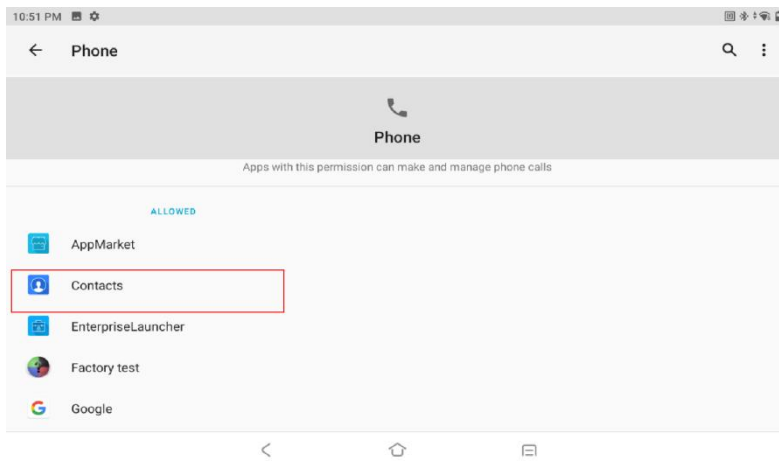 10:51 PM
Phone
Phone
Apps with this permission can make and manage phone calls
ALLOWED
AppMarket
Contacts
EnterpriseLauncher
Factory test
Google